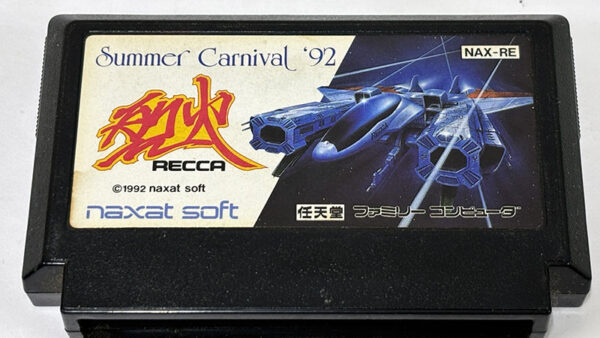 Summer Carnival '92
NAX-RE
烈火
RECCA
©1992 naxat soft
naxat soft
任天堂 ファミリー コンピュータ